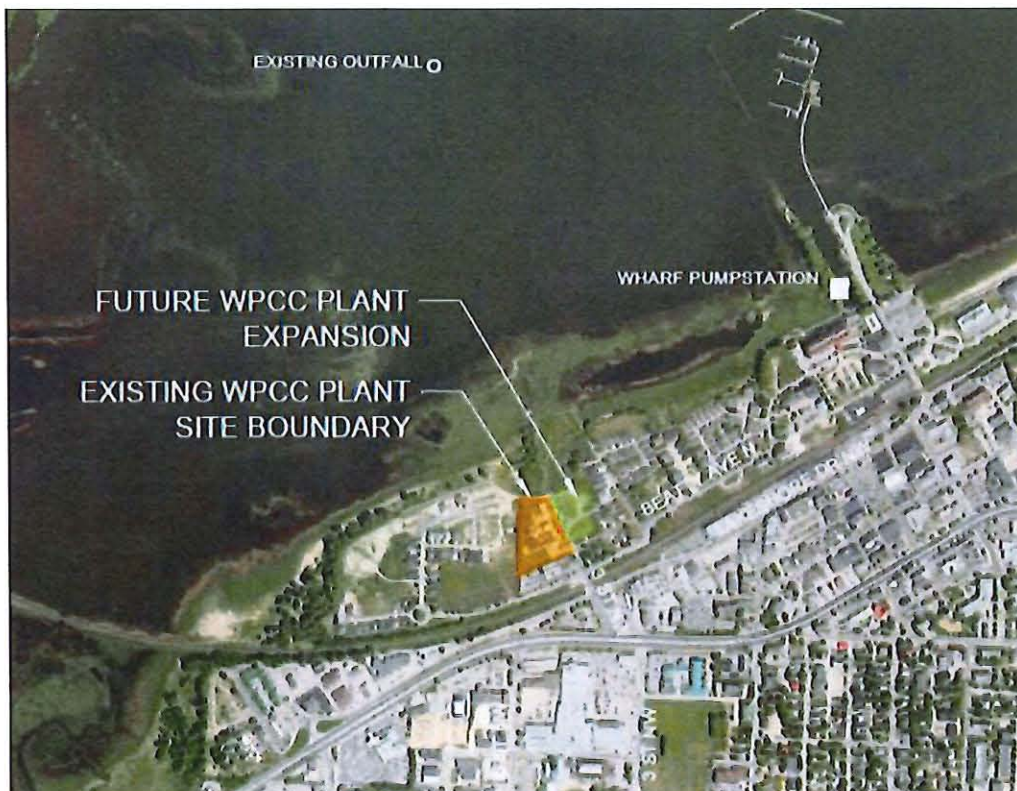 EXISTING OUTFALL
WHARF PUMPSTATION
FUTURE WPCC PLANT
EXPANSION
EXISTING WPCC PLANT
SITE BOUNDARY